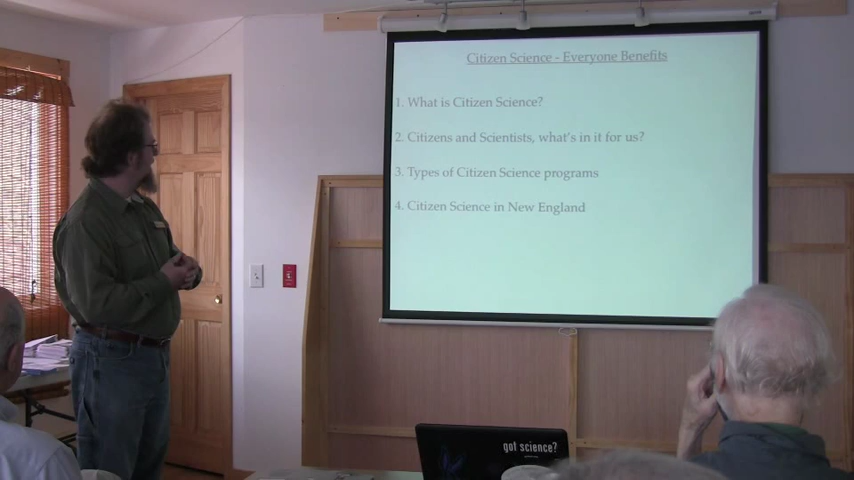 Citizen Science - Everyone Benefits
1. What is Citizen Science?
2. Citizens and Scientists, what's in it for us?
3. Types of Citizen Science programs
4. Citizen Science in New England
got science?